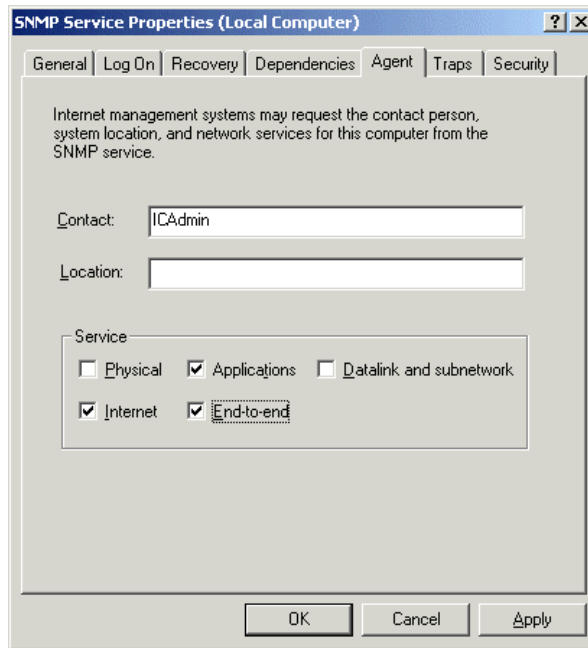 SNMP Service Properties (Local Computer)
General Log On Recovery Dependencies Agent Traps Security
Internet management systems may request the contact person,
system location, and network services for this computer from the
SNMP service.
Contact: ICAdmin
Location:
Service
Physical Applications Datalink and subnetwork
Internet End-to-end
OK Cancel Apply